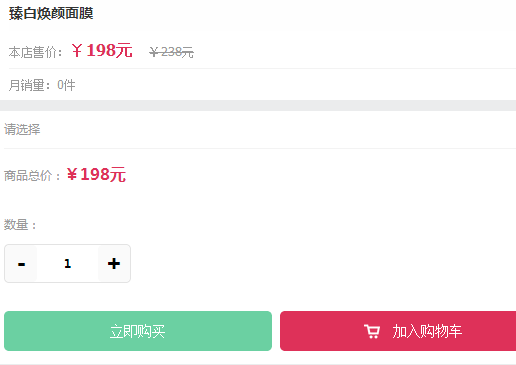 臻白焕颜面膜
本店售价：￥198元 ￥238元
月销量：0件
请选择
商品总价：￥198元
数量：
- 1 +
立即购买 加入购物车